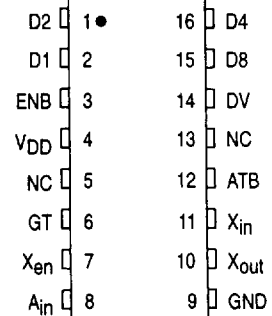 D2 1 16 D4
D1 2 15 D8
ENB 3 14 DV
VDD 4 13 NC
NC 5 12 ATB
GT 6 11 Xin
Xen 7 10 Xout
Ain 8 9 GND